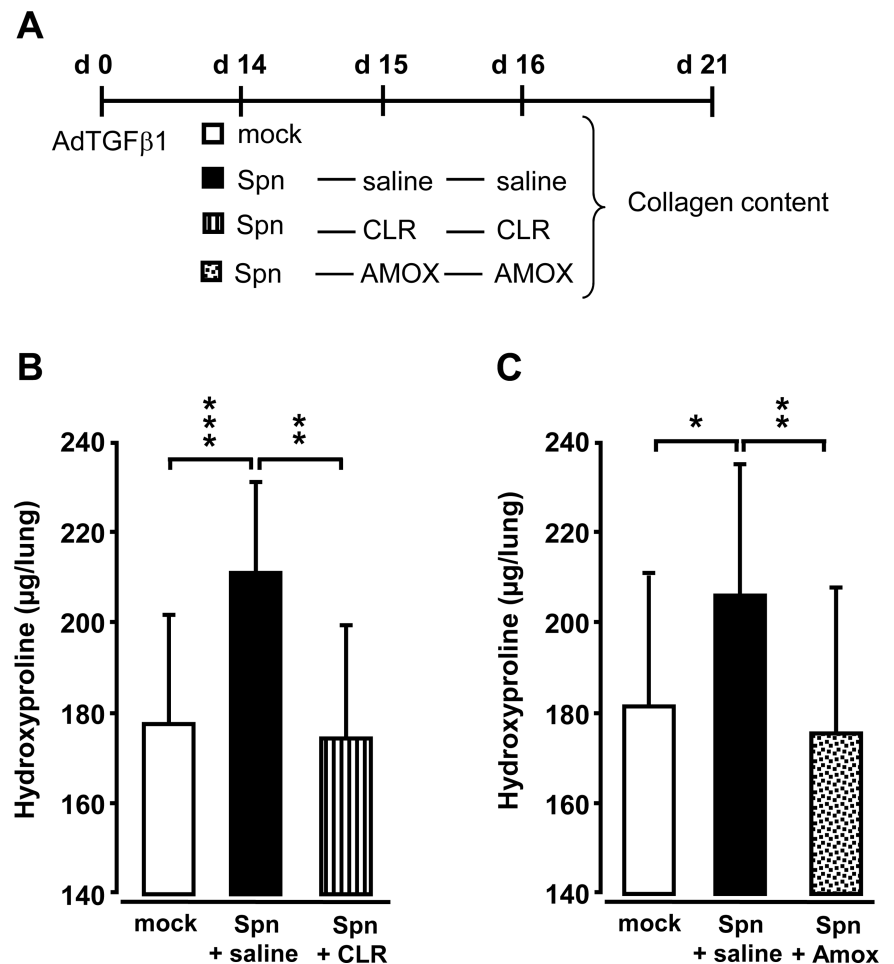 A
d 0 d 14 d 15 d 16 d 21
AdTGFβ1
mock
Spn saline saline
Spn CLR CLR
Spn AMOX AMOX
Collagen content
B
***
**
Hydroxyproline (µg/lung)
240
220
200
180
160
140
mock Spn + saline Spn + CLR
C
*
**
Hydroxyproline (µg/lung)
240
220
200
180
160
140
mock Spn + saline Spn + Amox